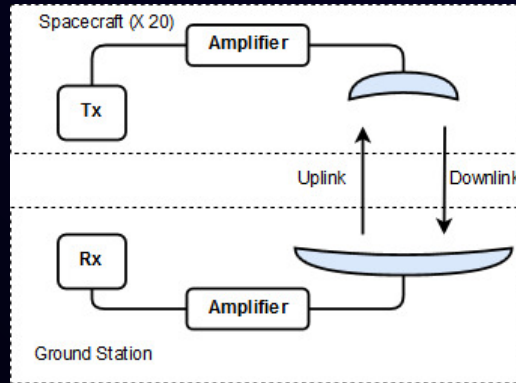 Spacecraft (X 20)
Amplifier
Tx
Uplink
Downlink
Rx
Amplifier
Ground Station